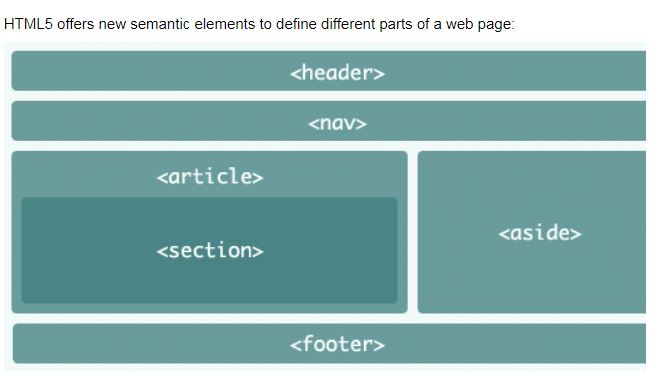 HTML5 offers new semantic elements to define different parts of a web page:
<header>
<nav>
<article>
<section>
<aside>
<footer>